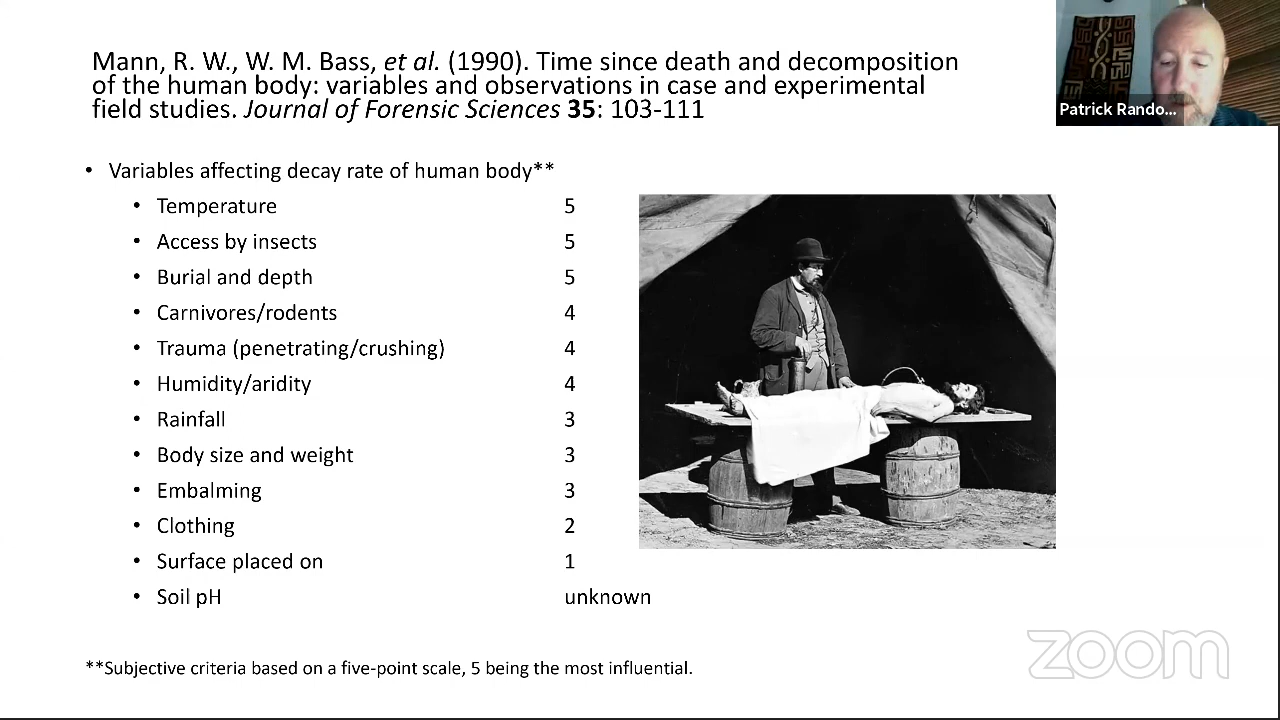 Mann, R. W., W. M. Bass, et al. (1990). Time since death and decomposition
of the human body: variables and observations in case and experimental
field studies. Journal of Forensic Sciences 35: 103-111
Patrick Rando...
• Variables affecting decay rate of human body**
• Temperature 5
• Access by insects 5
• Burial and depth 5
• Carnivores/rodents 4
• Trauma (penetrating/crushing) 4
• Humidity/aridity 4
• Rainfall 3
• Body size and weight 3
• Embalming 3
• Clothing 2
• Surface placed on 1
• Soil pH unknown
zoom
**Subjective criteria based on a five-point scale, 5 being the most influential.